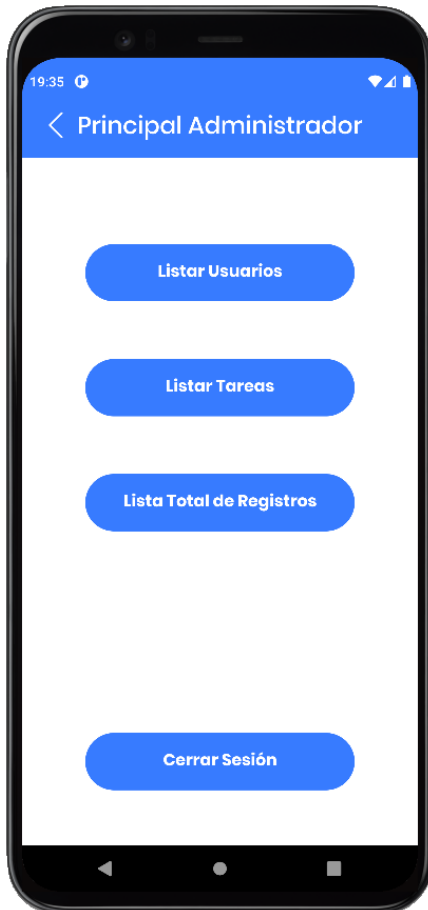 19:35
Principal Administrador
Listar Usuarios
Listar Tareas
Lista Total de Registros
Cerrar Sesión